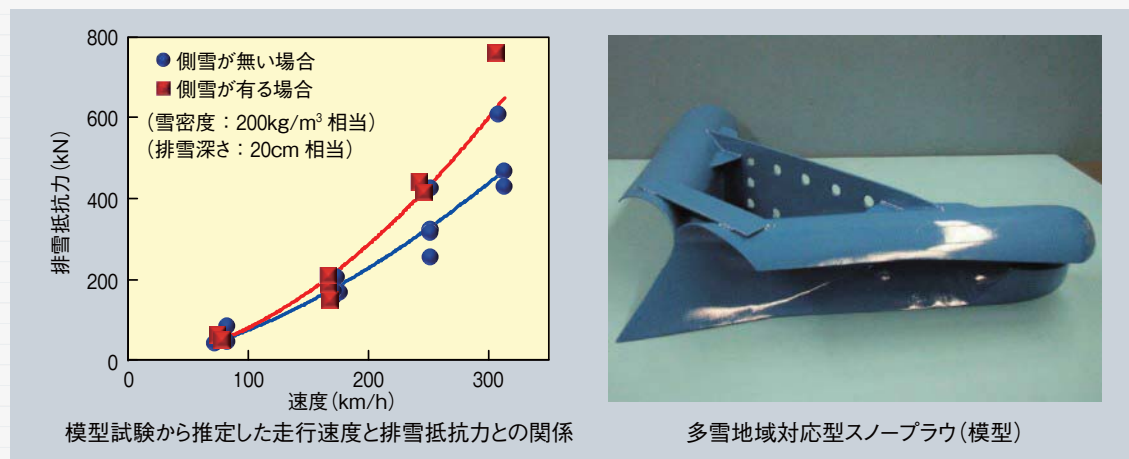 800
600
400
200
0
排雪抵抗力(kN)
側雪が無い場合
側雪が有る場合
(雪密度：200kg/m³ 相当)
(排雪深さ：20cm 相当)
0 100 200 300
速度(km/h)
模型試験から推定した走行速度と排雪抵抗力との関係
多雪地域対応型スノープラウ(模型)